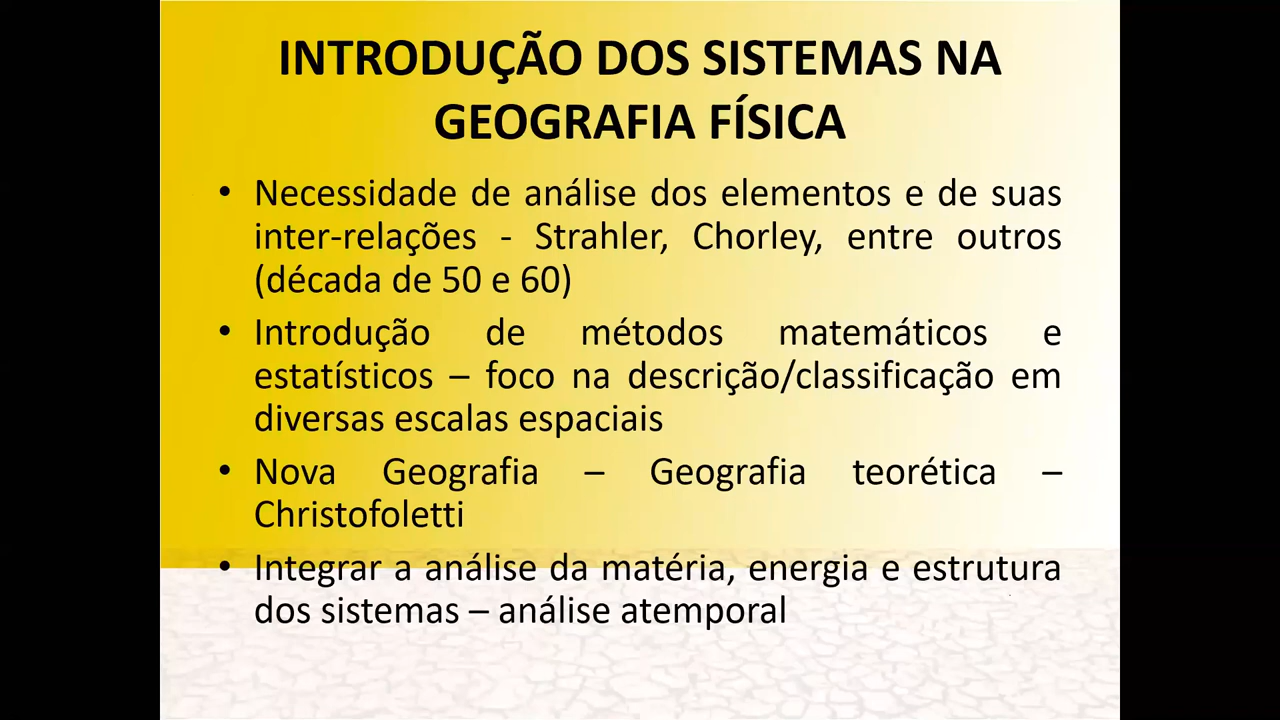 INTRODUÇÃO DOS SISTEMAS NA
GEOGRAFIA FÍSICA
• Necessidade de análise dos elementos e de suas
inter-relações - Strahler, Chorley, entre outros
(década de 50 e 60)
• Introdução de métodos matemáticos e
estatísticos – foco na descrição/classificação em
diversas escalas espaciais
• Nova Geografia – Geografia teorética –
Christofoletti
• Integrar a análise da matéria, energia e estrutura
dos sistemas – análise atemporal